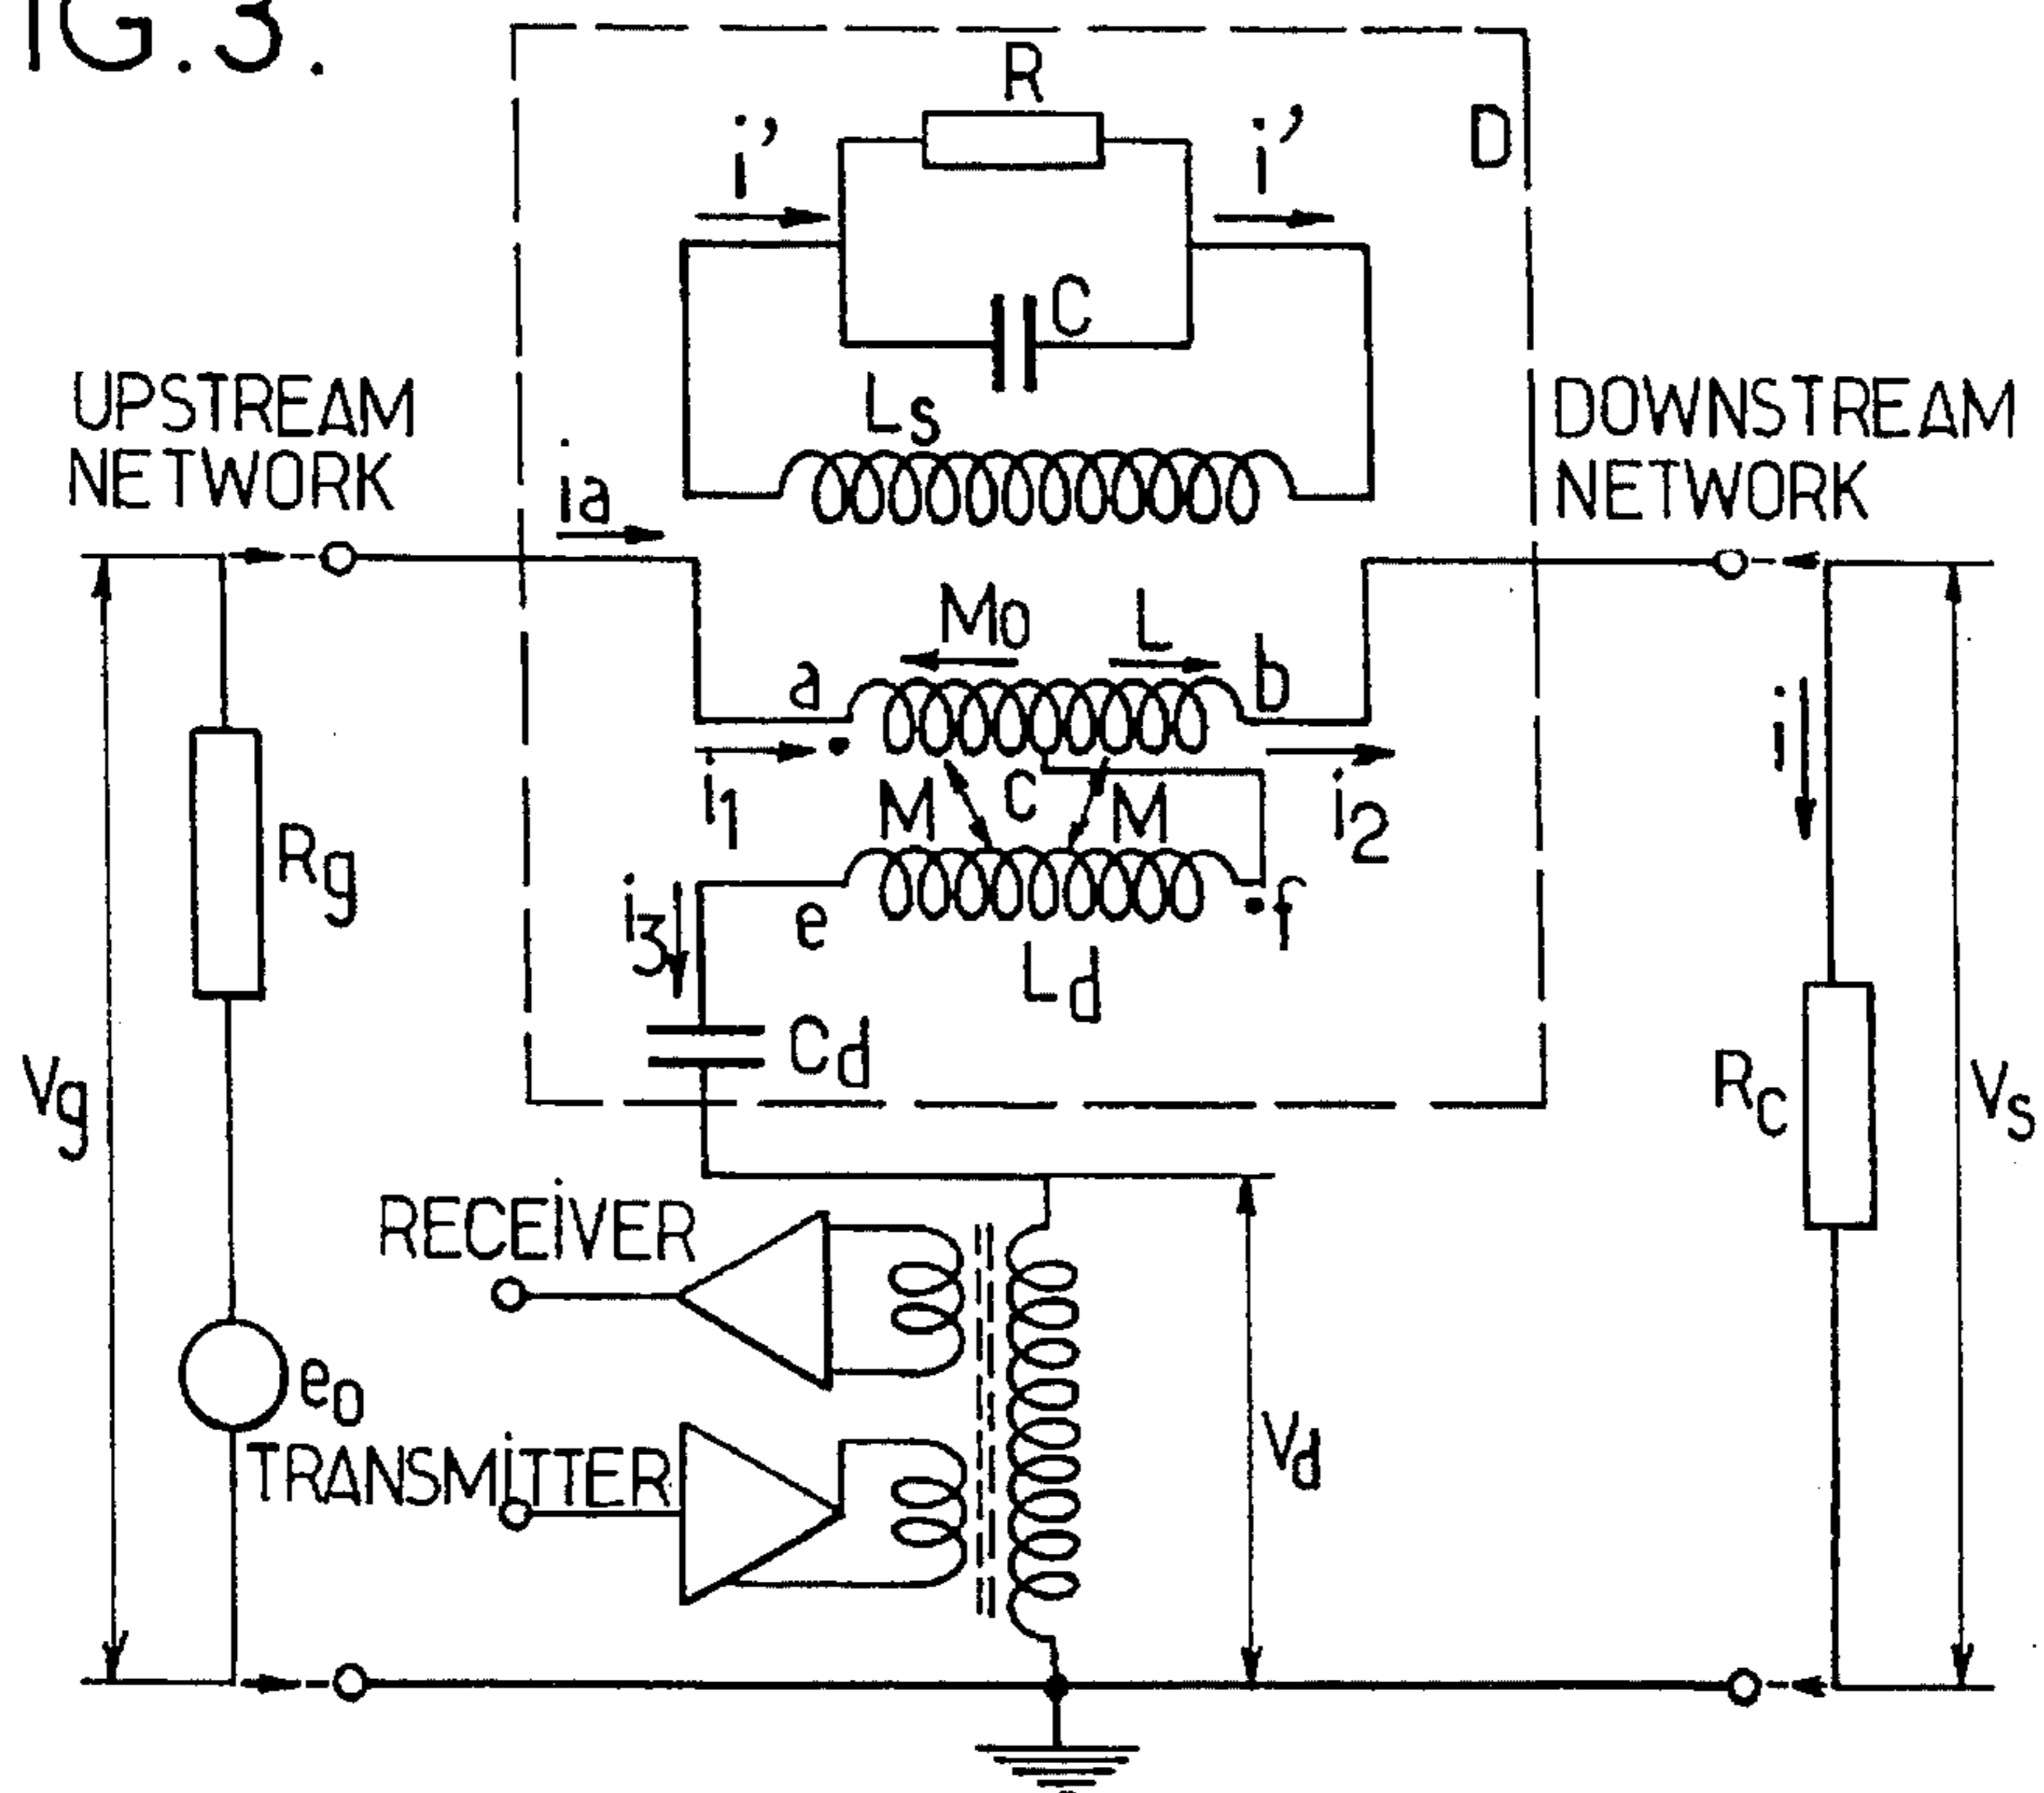 IG.3.
R
i'
i'
D
C
Ls
UPSTREAM
NETWORK
DOWNSTREAM
NETWORK
ia
Mo
L
a
b
i1
M
C
M
i2
i
Rg
i3
e
f
Ld
Cd
Vg
Rc
Vs
RECEiVER
eo
TRANSMiTTER
Vd